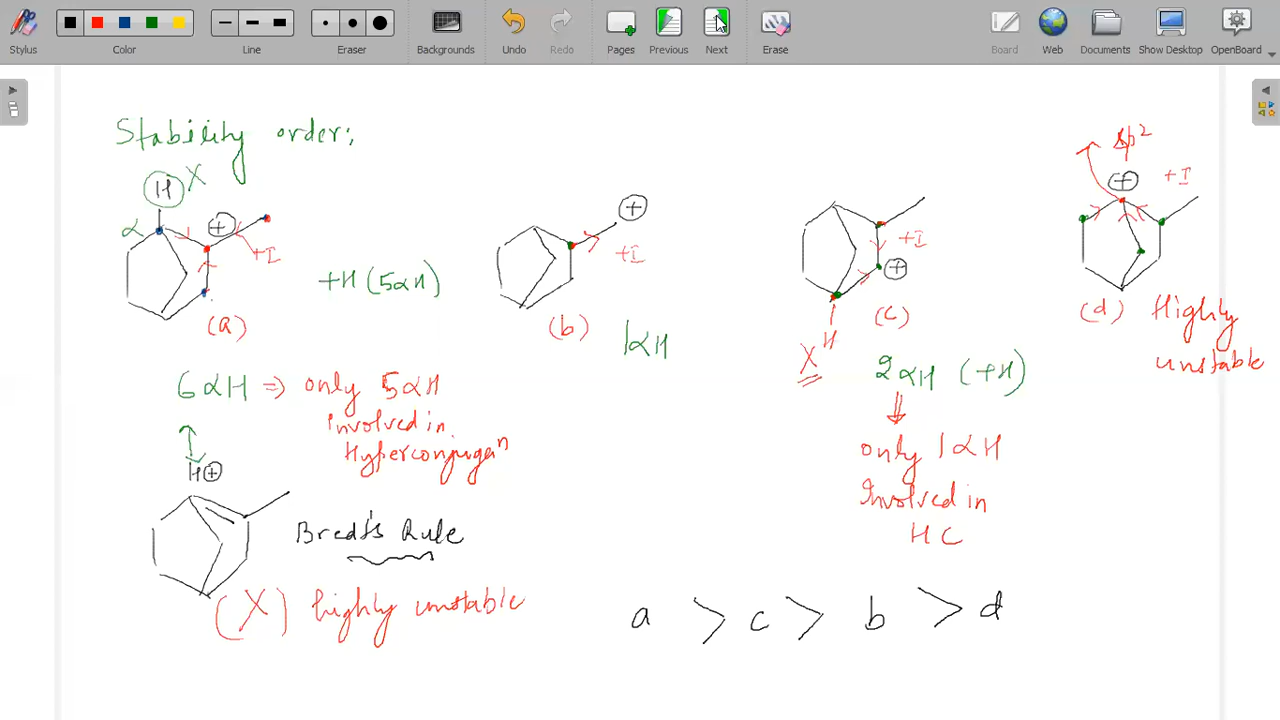 Stylus
Color
Line
Eraser
Backgrounds
Undo
Redo
Pages
Previous
Next
Erase
Board
Web
Documents
Show Desktop
OpenBoard
Stability order;
H X
α
+
+I
(a)
+H (5αH)
+
+I
(b)
1αH
+I
+
(c)
H
X
2αH (+H)
sp²
+
+I
(d) Highly
unstable
6αH ⇒ only 5αH
involved in
Hyperconjugaⁿ
only 1αH
Involved in
H C
H⊕
Bredt's Rule
(X) highly unstable
a > c > b > d